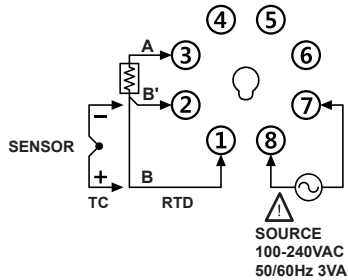 ④ ⑤
A ③ ⑥
B' ② ⑦
− 
SENSOR ① ⑧
+ B
TC RTD
SOURCE
100-240VAC
50/60Hz 3VA